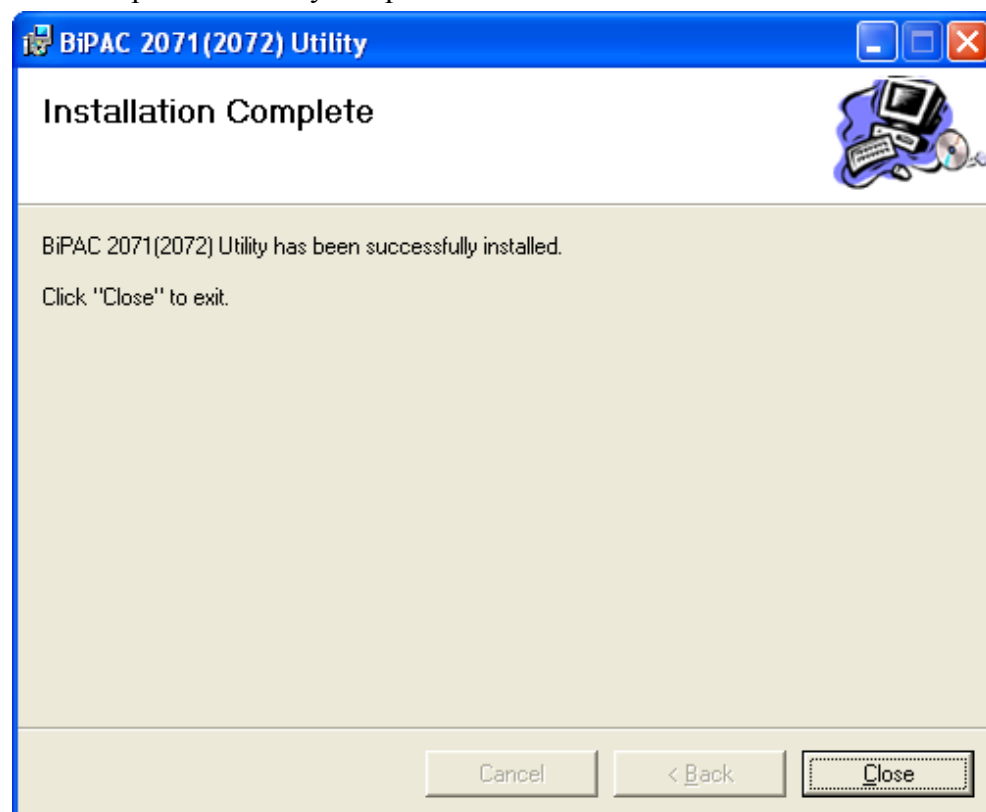 BiPAC 2071(2072) Utility
Installation Complete
BiPAC 2071(2072) Utility has been successfully installed.
Click "Close" to exit.
Cancel < Back Close